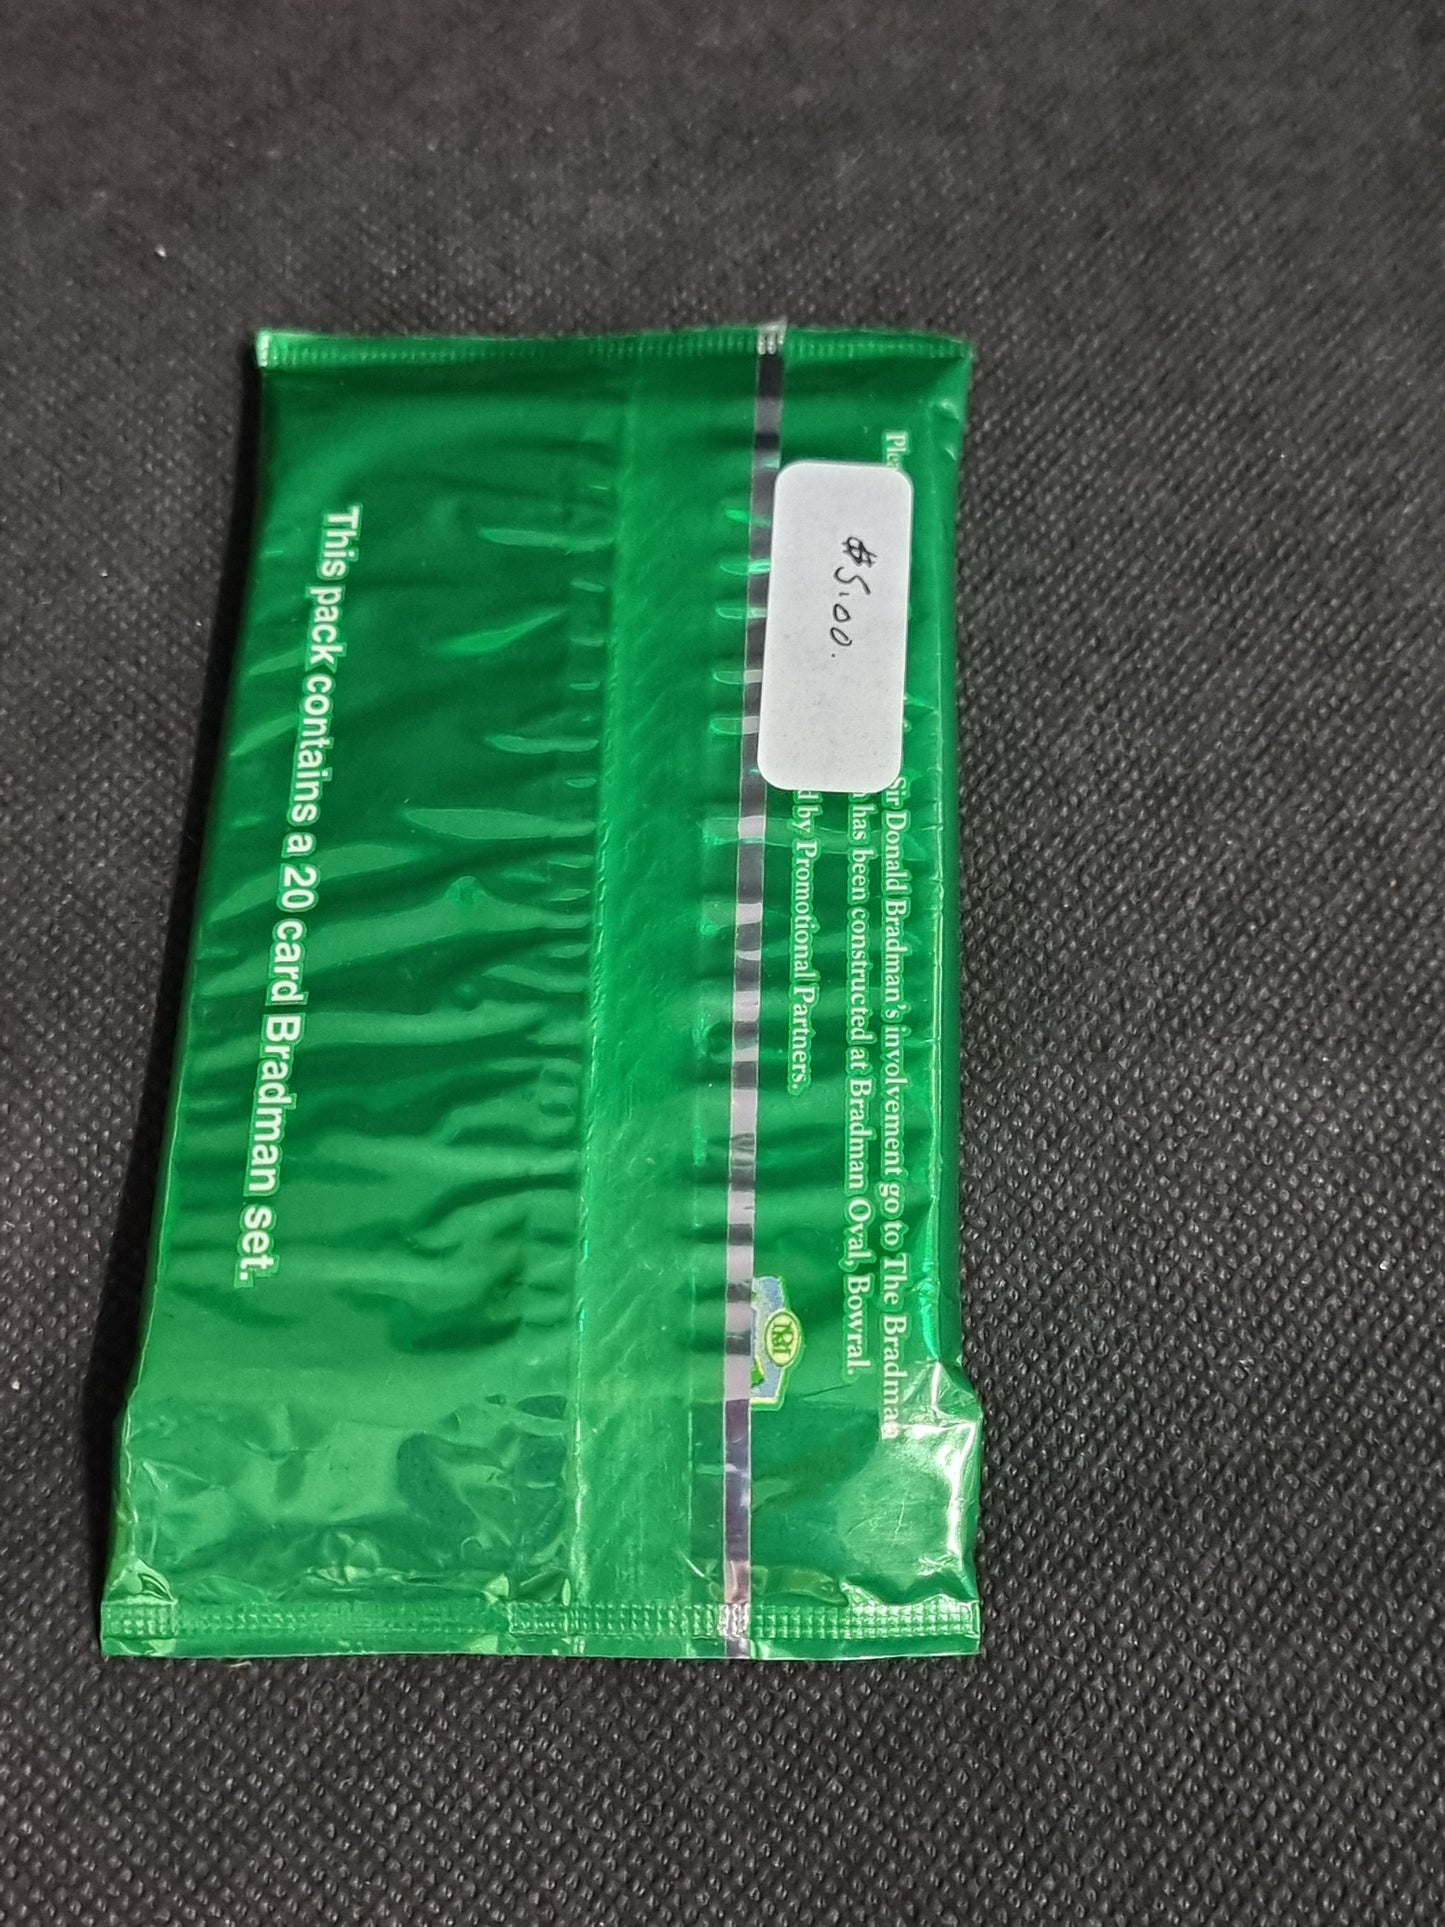 Sir Donald Bradman's involvement go to The Bradman
has been constructed at Bradman Oval, Bowral.
by Promotional Partners.
$5.00.
This pack contains a 20 card Bradman set.